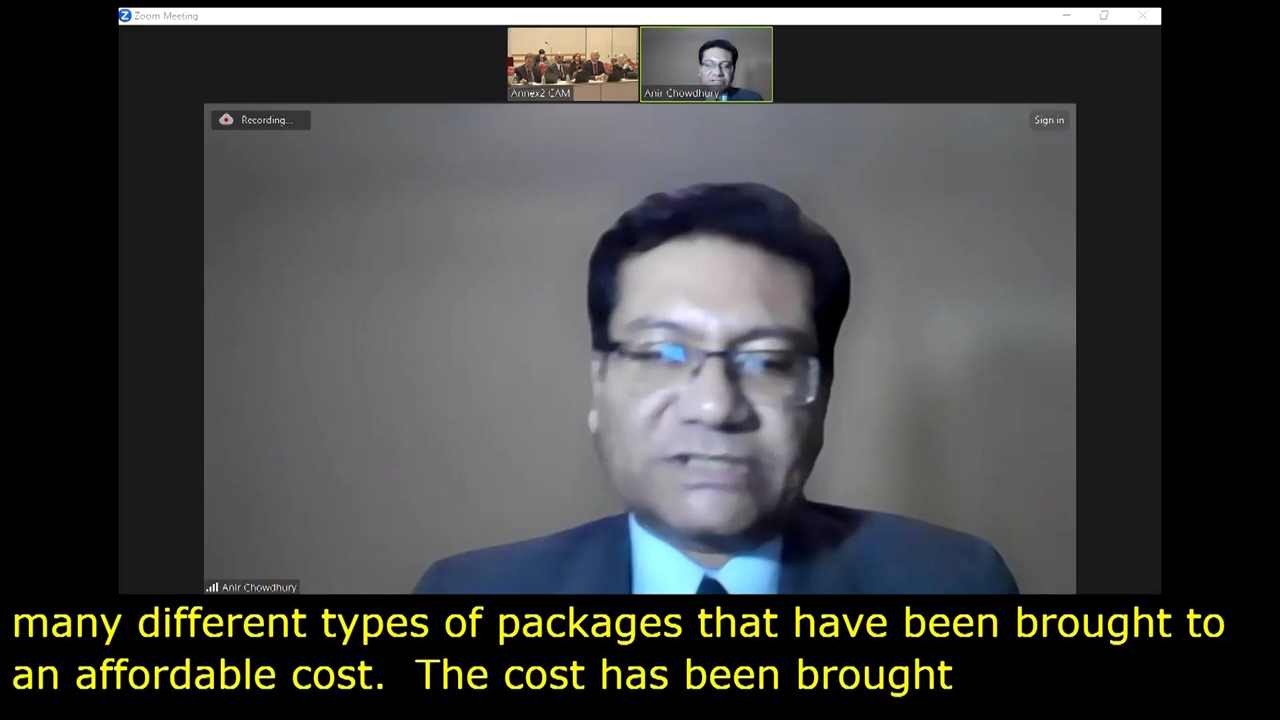 Zoom Meeting
Annex2 CAM
Anir Chowdhury
Recording...
Sign in
Anir Chowdhury
many different types of packages that have been brought to
an affordable cost.  The cost has been brought